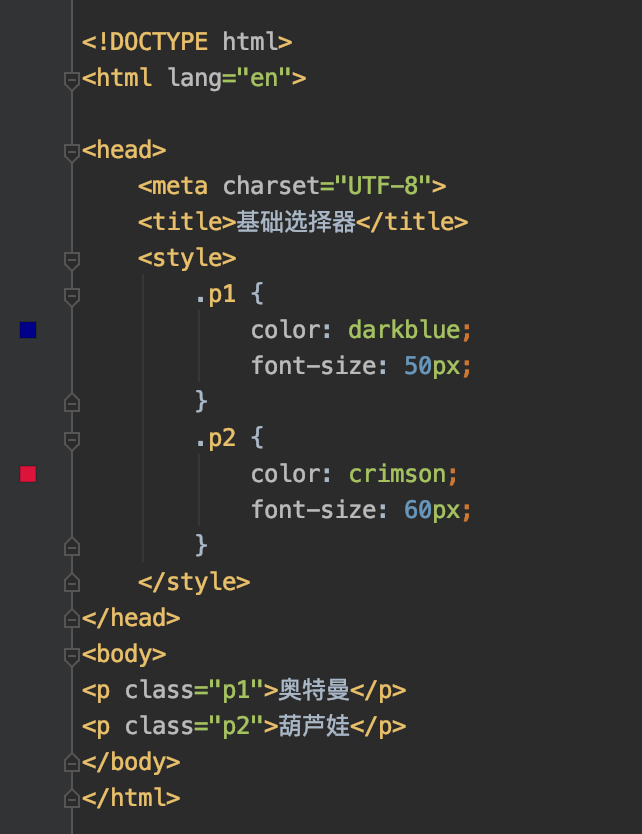 <!DOCTYPE html>
<html lang="en">
<head>
<meta charset="UTF-8">
<title>基础选择器</title>
<style>
.p1 {
color: darkblue;
font-size: 50px;
}
.p2 {
color: crimson;
font-size: 60px;
}
</style>
</head>
<body>
<p class="p1">奥特曼</p>
<p class="p2">葫芦娃</p>
</body>
</html>